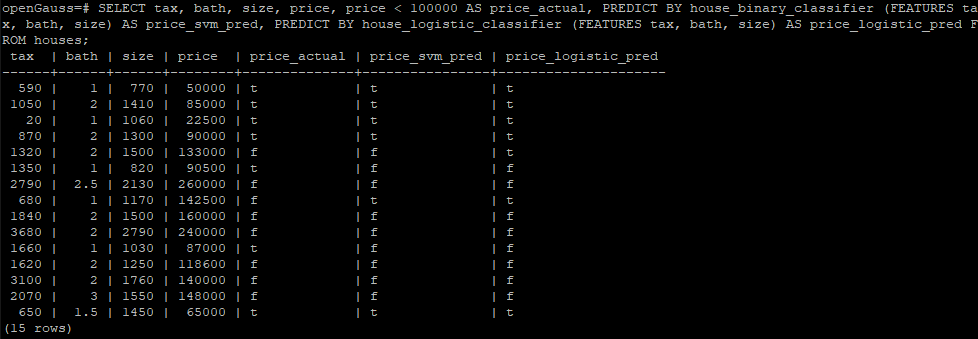 openGauss=# SELECT tax, bath, size, price, price < 100000 AS price_actual, PREDICT BY house_binary_classifier (FEATURES ta
x, bath, size) AS price_svm_pred, PREDICT BY house_logistic_classifier (FEATURES tax, bath, size) AS price_logistic_pred F
ROM houses;
 tax  | bath | size | price  | price_actual | price_svm_pred | price_logistic_pred
------+------+------+--------+--------------+----------------+---------------------
  590 |    1 |  770 |  50000 | t            | t              | t
 1050 |    2 | 1410 |  85000 | t            | t              | t
   20 |    1 | 1060 |  22500 | t            | t              | t
  870 |    2 | 1300 |  90000 | t            | t              | t
 1320 |    2 | 1500 | 133000 | f            | f              | t
 1350 |    1 |  820 |  90500 | t            | f              | f
 2790 |  2.5 | 2130 | 260000 | f            | f              | f
  680 |    1 | 1170 | 142500 | f            | t              | t
 1840 |    2 | 1500 | 160000 | f            | f              | f
 3680 |    2 | 2790 | 240000 | f            | f              | f
 1660 |    1 | 1030 |  87000 | t            | f              | f
 1620 |    2 | 1250 | 118600 | f            | f              | f
 3100 |    2 | 1760 | 140000 | f            | f              | f
 2070 |    3 | 1550 | 148000 | f            | f              | f
  650 |  1.5 | 1450 |  65000 | t            | t              | t
(15 rows)